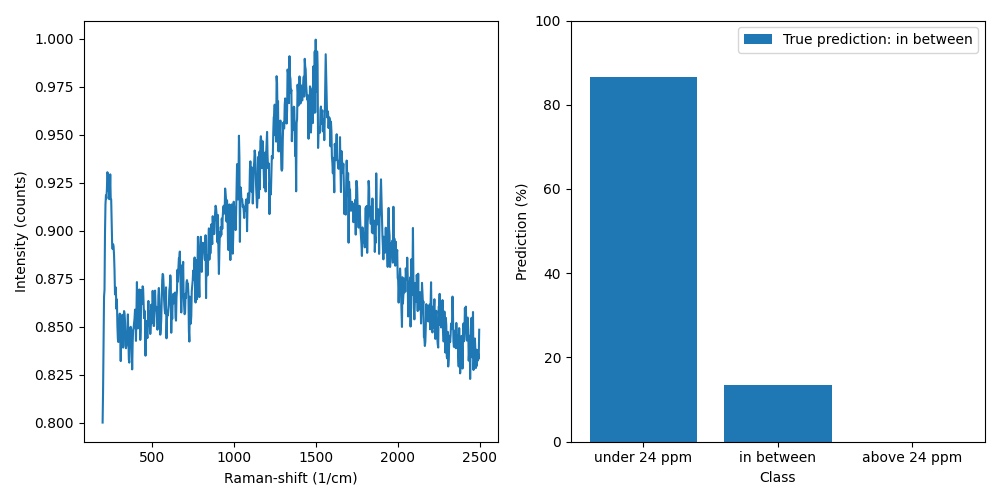 1.000
0.975
0.950
0.925
0.900
0.875
0.850
0.825
0.800
Intensity (counts)
500
1000
1500
2000
2500
Raman-shift (1/cm)
100
80
60
40
20
0
Prediction (%)
True prediction: in between
under 24 ppm
in between
above 24 ppm
Class